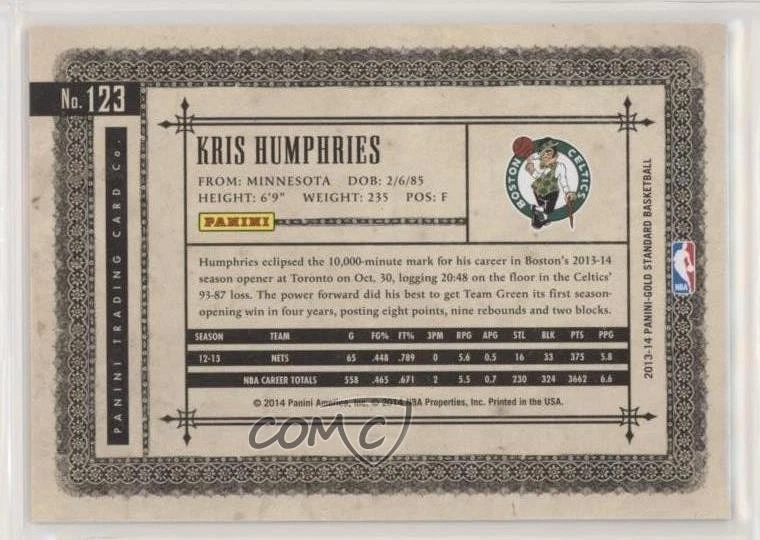 No. 123
PANINI TRADING CARD Co.
KRIS HUMPHRIES
FROM: MINNESOTA DOB: 2/6/85
HEIGHT: 6'9" WEIGHT: 235 POS: F
PANINI
BOSTON CELTICS
Humphries eclipsed the 10,000-minute mark for his career in Boston's 2013-14
season opener at Toronto on Oct. 30, logging 20:48 on the floor in the Celtics'
93-87 loss. The power forward did his best to get Team Green its first season-
opening win in four years, posting eight points, nine rebounds and two blocks.
SEASON TEAM G FG% FT% 3PM RPG APG STL BLK PTS PPG
12-13 NETS 65 .448 .789 0 5.6 0.5 16 33 375 5.8
NBA CAREER TOTALS 558 .465 .671 2 5.5 0.7 230 324 3662 6.6
© 2014 Panini America, Inc. © 2014 NBA Properties, Inc. Printed in the USA.
COMC
2013-14 PANINI-GOLD STANDARD BASKETBALL
NBA